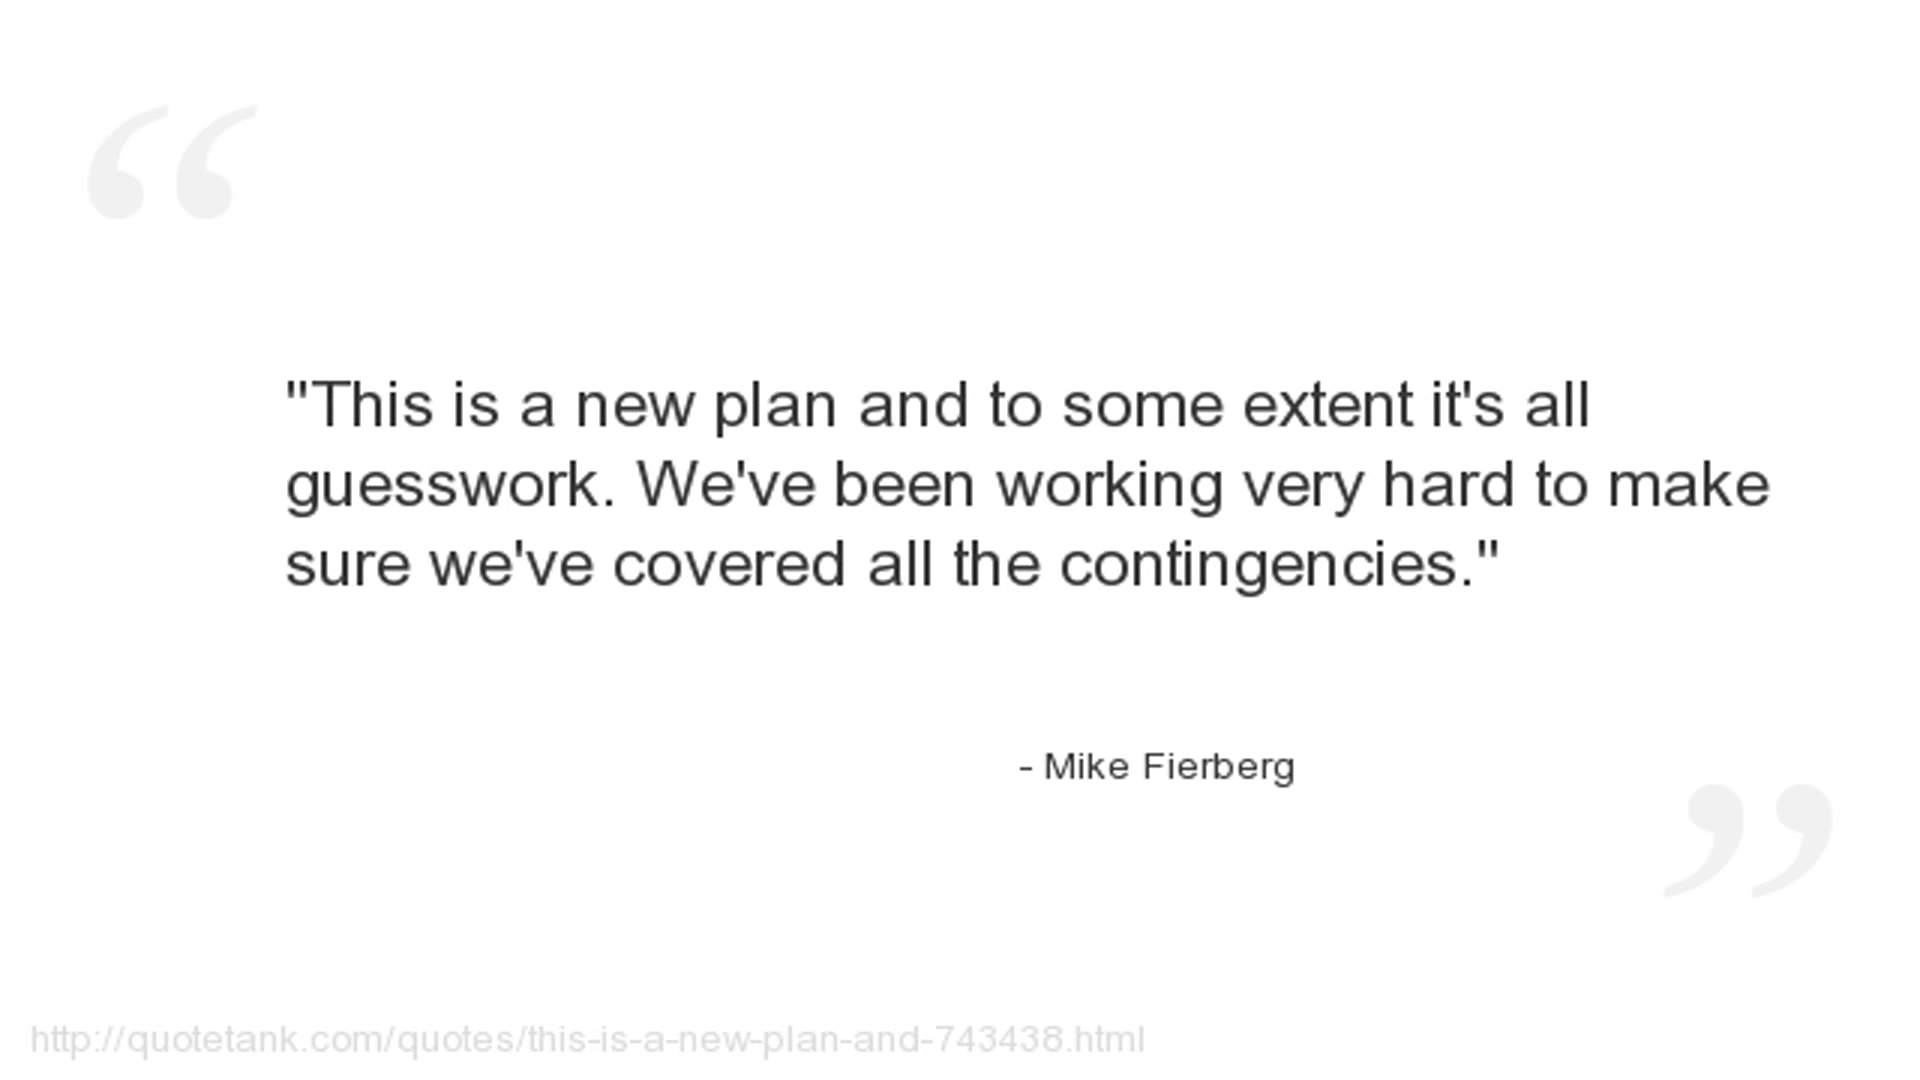 "This is a new plan and to some extent it's all
guesswork. We've been working very hard to make
sure we've covered all the contingencies."
- Mike Fierberg
http://quotetank.com/quotes/this-is-a-new-plan-and-743438.html